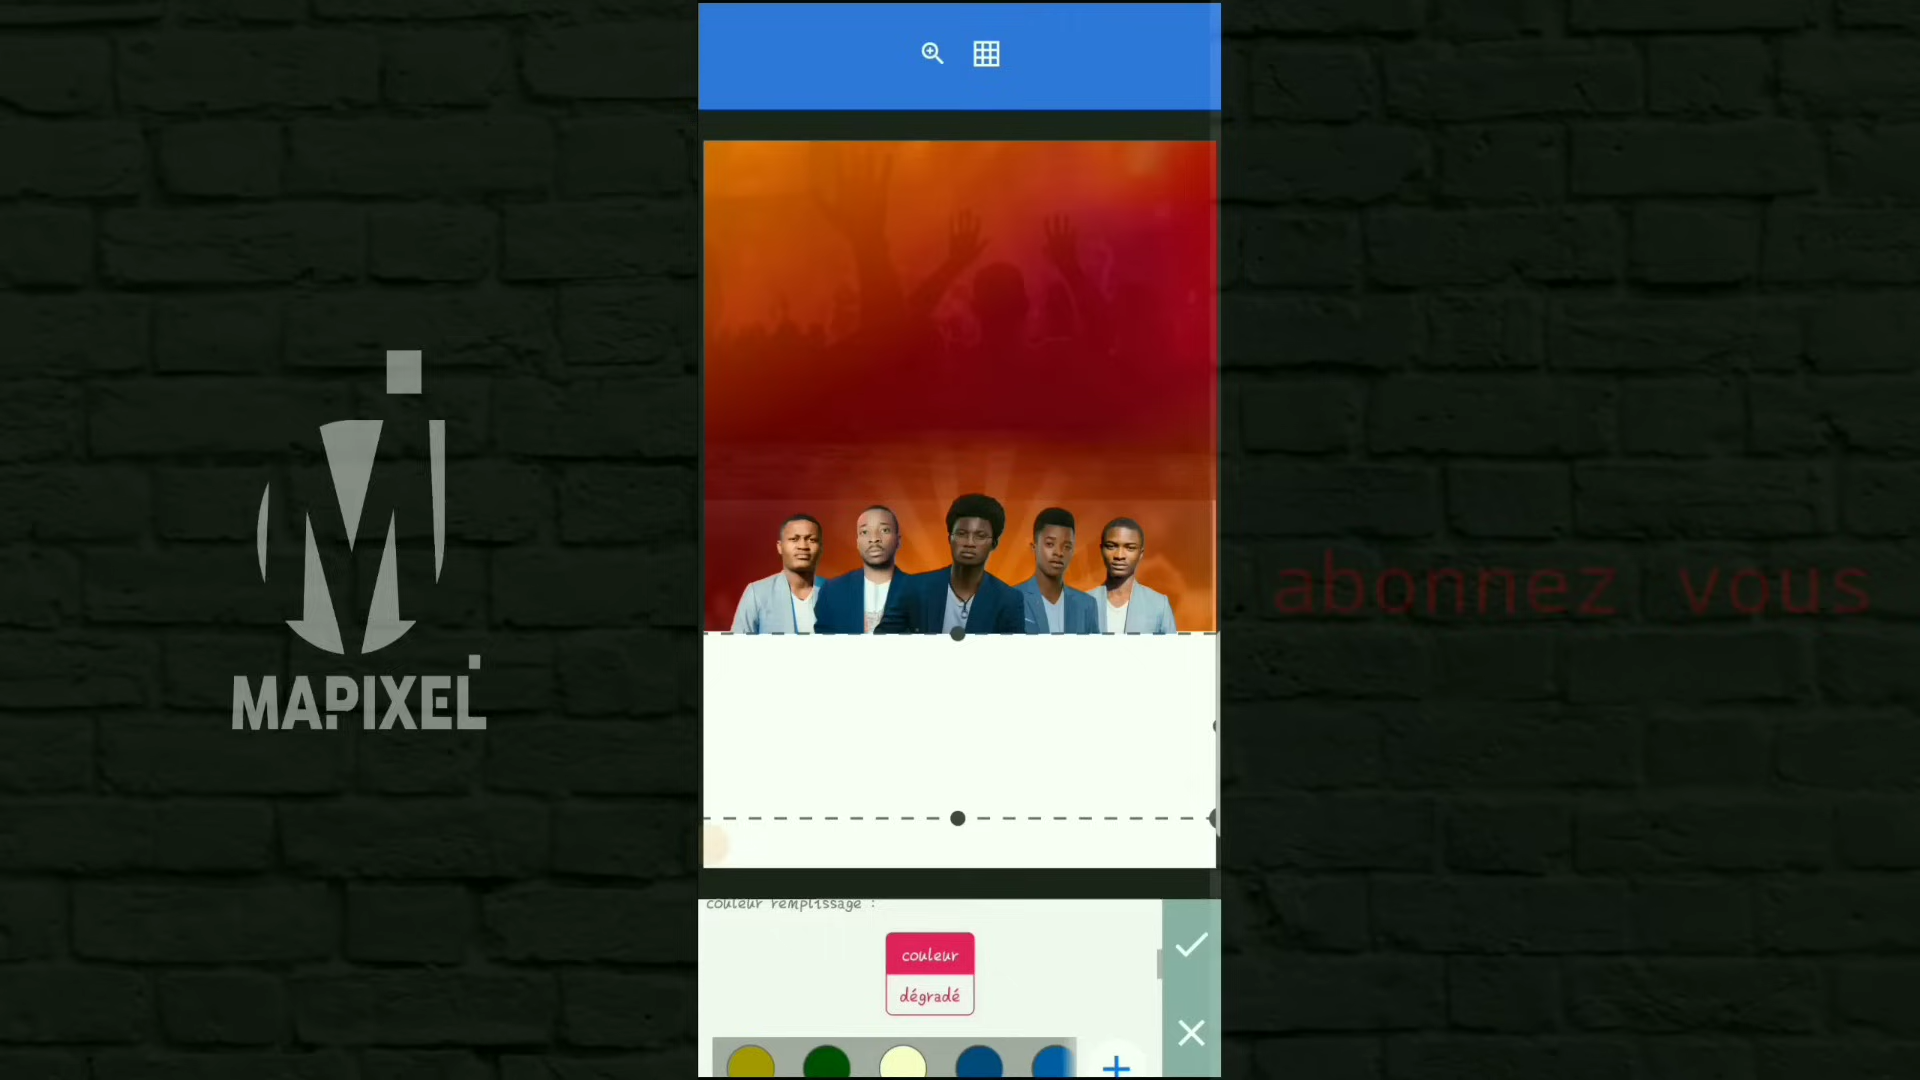 MAPIXEL
abonnez vous
couleur remplissage :
couleur
dégradé